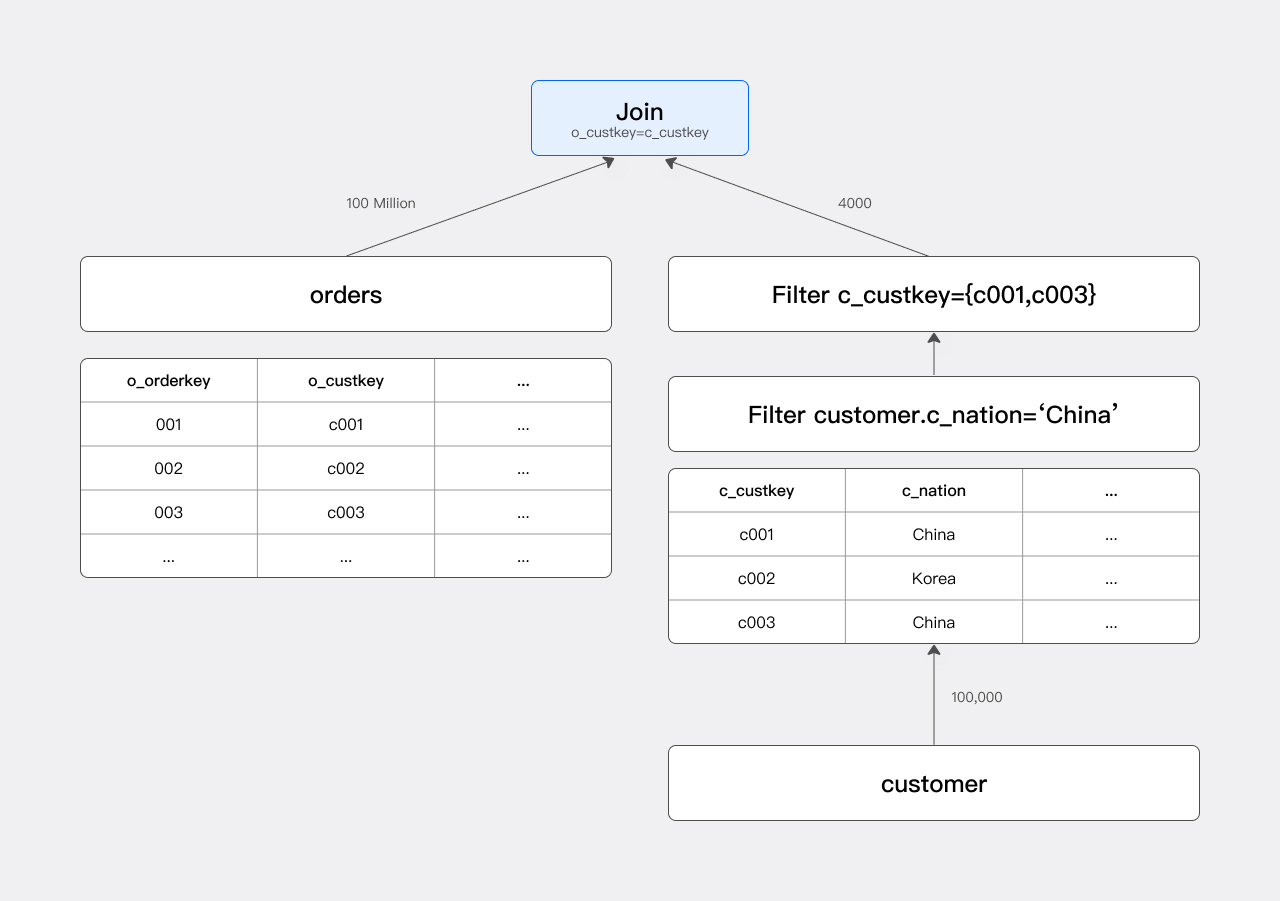 Join
o_custkey=c_custkey
100 Million
4000
orders
Filter c_custkey={c001,c003}
Filter customer.c_nation=‘China’
o_orderkey o_custkey ...
001 c001 ...
002 c002 ...
003 c003 ...
... ... ...
c_custkey c_nation ...
c001 China ...
c002 Korea ...
c003 China ...
100,000
customer